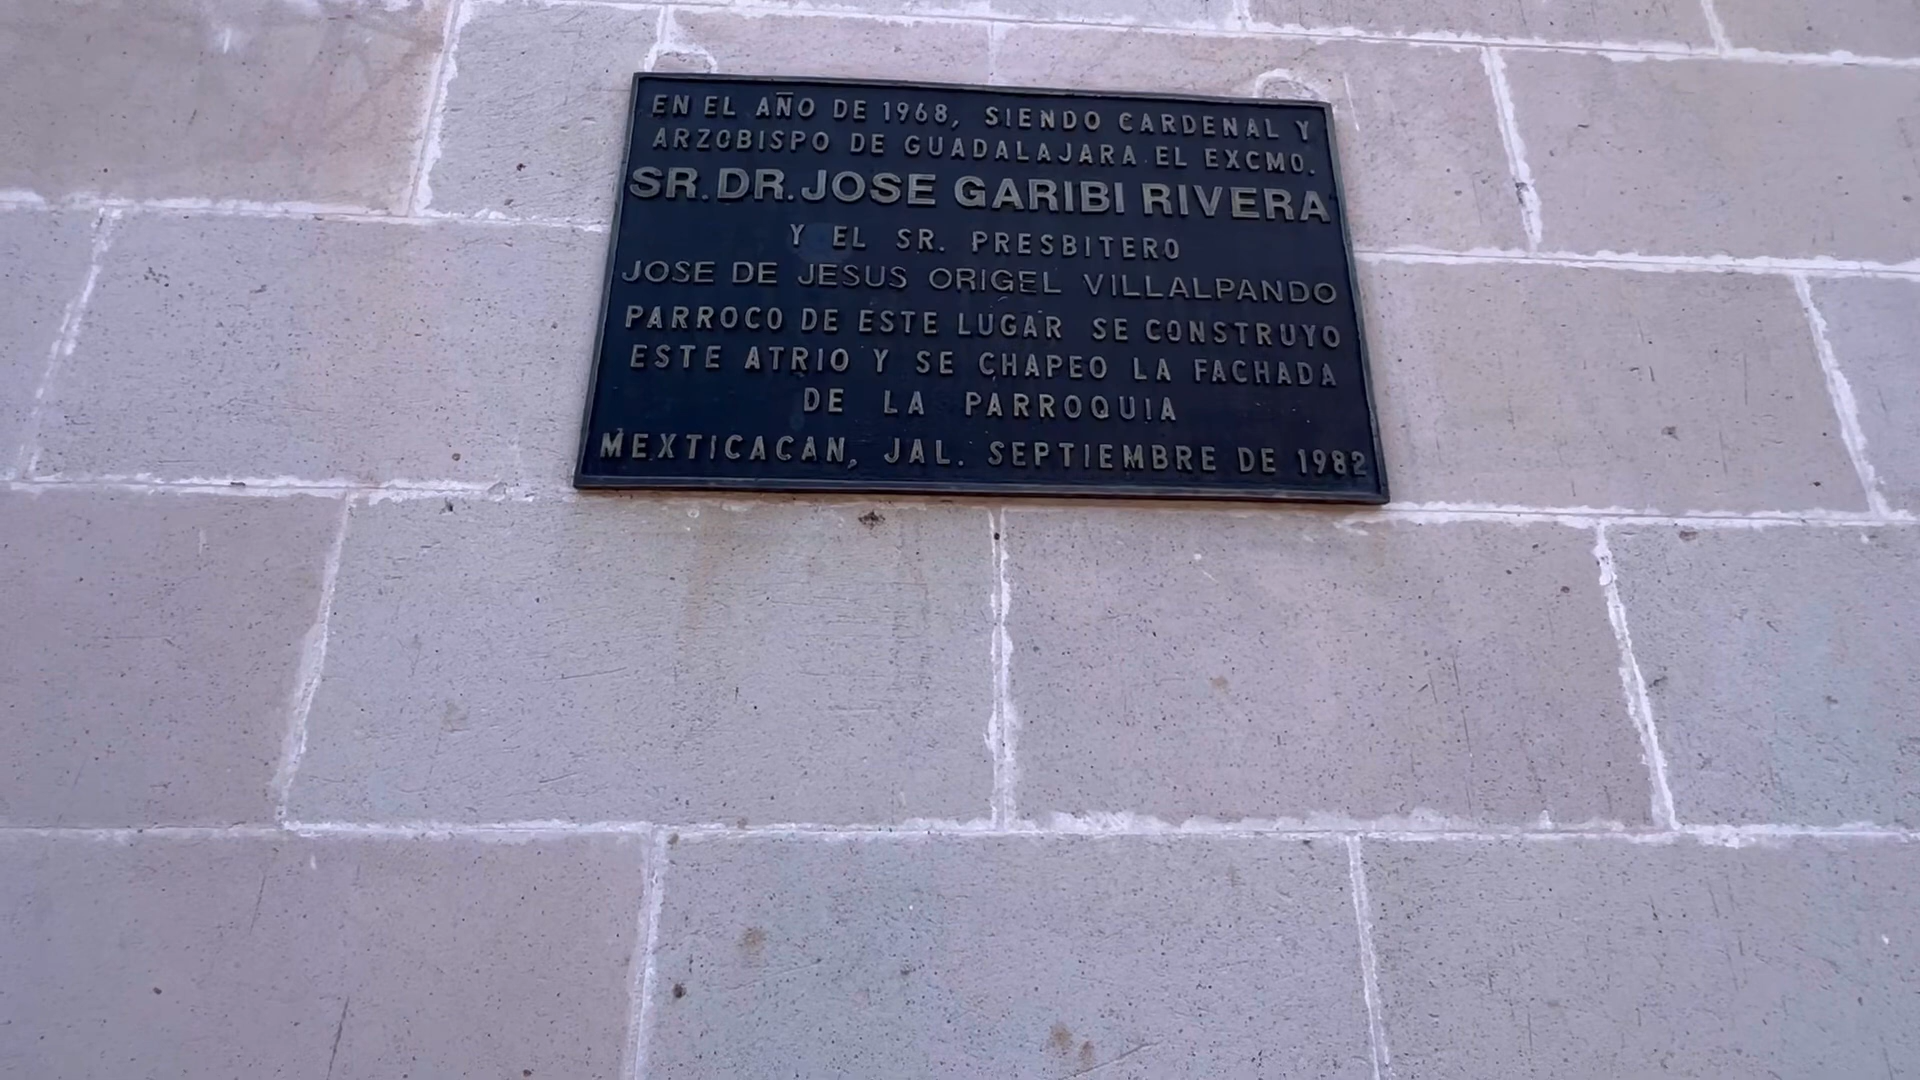 EN EL AÑO DE 1968, SIENDO CARDENAL Y
ARZOBISPO DE GUADALAJARA EL EXCMO.
SR. DR. JOSE GARIBI RIVERA
Y EL SR. PRESBITERO
JOSE DE JESUS ORIGEL VILLALPANDO
PARROCO DE ESTE LUGAR SE CONSTRUYO
ESTE ATRIO Y SE CHAPEO LA FACHADA
DE LA PARROQUIA
MEXTICACAN, JAL. SEPTIEMBRE DE 1982